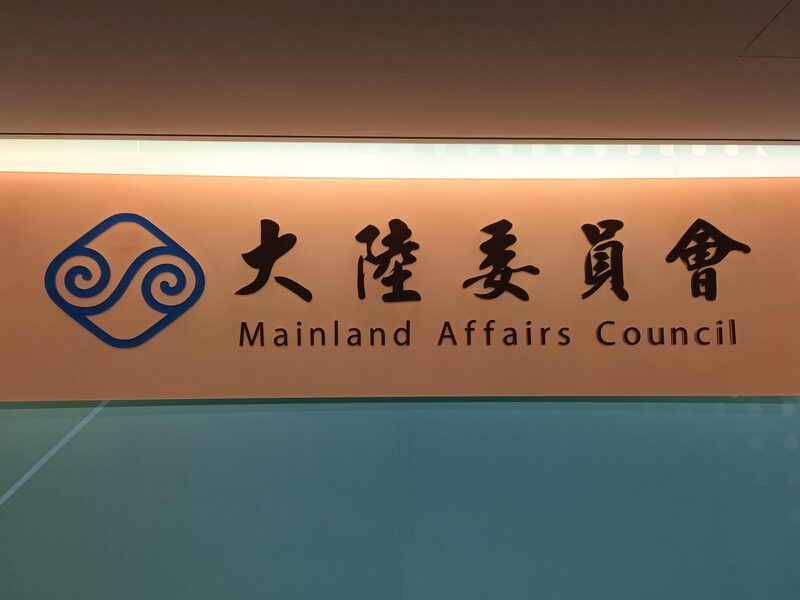 大陸委員會
Mainland Affairs Council